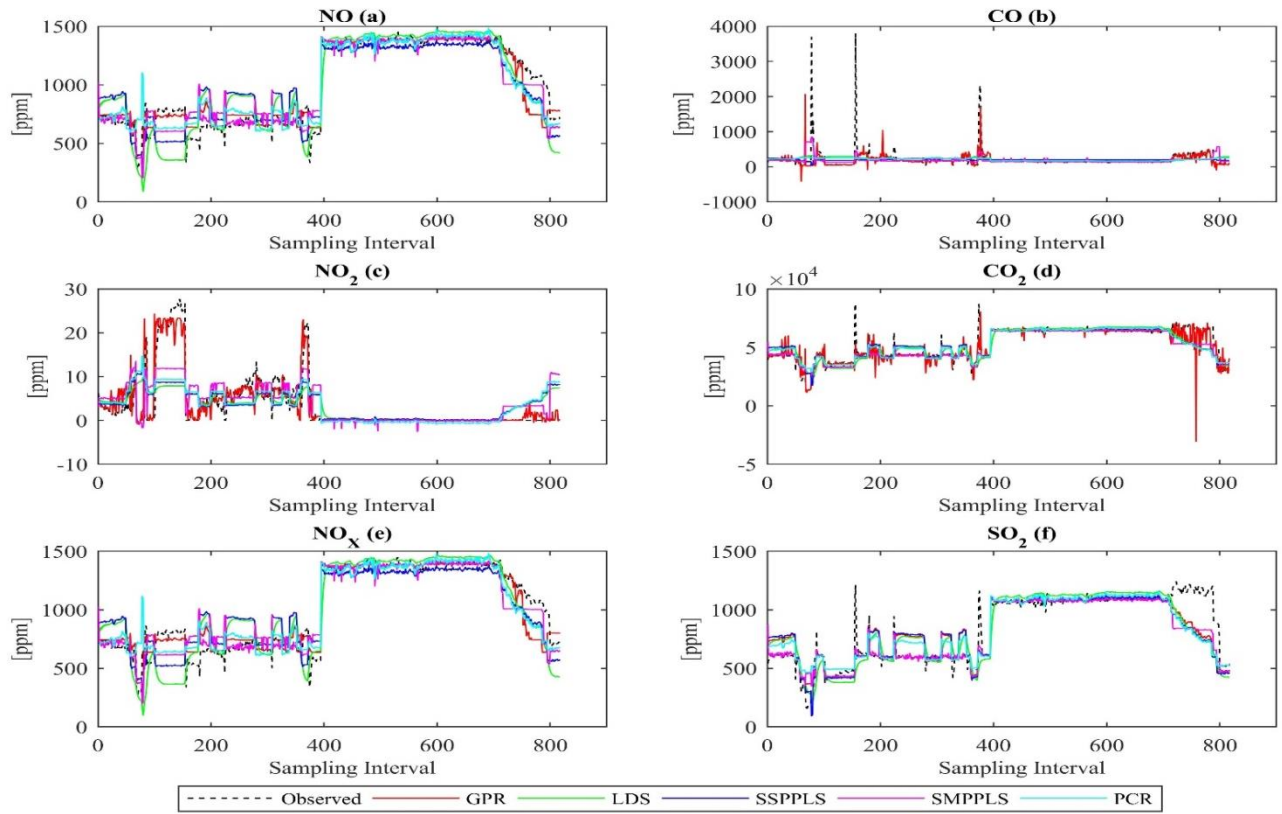 NO (a)
1500
1000
500
0
[ppm]
0 200 400 600 800
Sampling Interval
CO (b)
4000
3000
2000
1000
0
-1000
[ppm]
0 200 400 600 800
Sampling Interval
NO2 (c)
30
20
10
0
-10
[ppm]
0 200 400 600 800
Sampling Interval
CO2 (d)
×10^4
10
5
0
-5
[ppm]
0 200 400 600 800
Sampling Interval
NOX (e)
1500
1000
500
0
[ppm]
0 200 400 600 800
Sampling Interval
SO2 (f)
1500
1000
500
0
[ppm]
0 200 400 600 800
Sampling Interval
Observed GPR LDS SSPPLS SMPPLS PCR